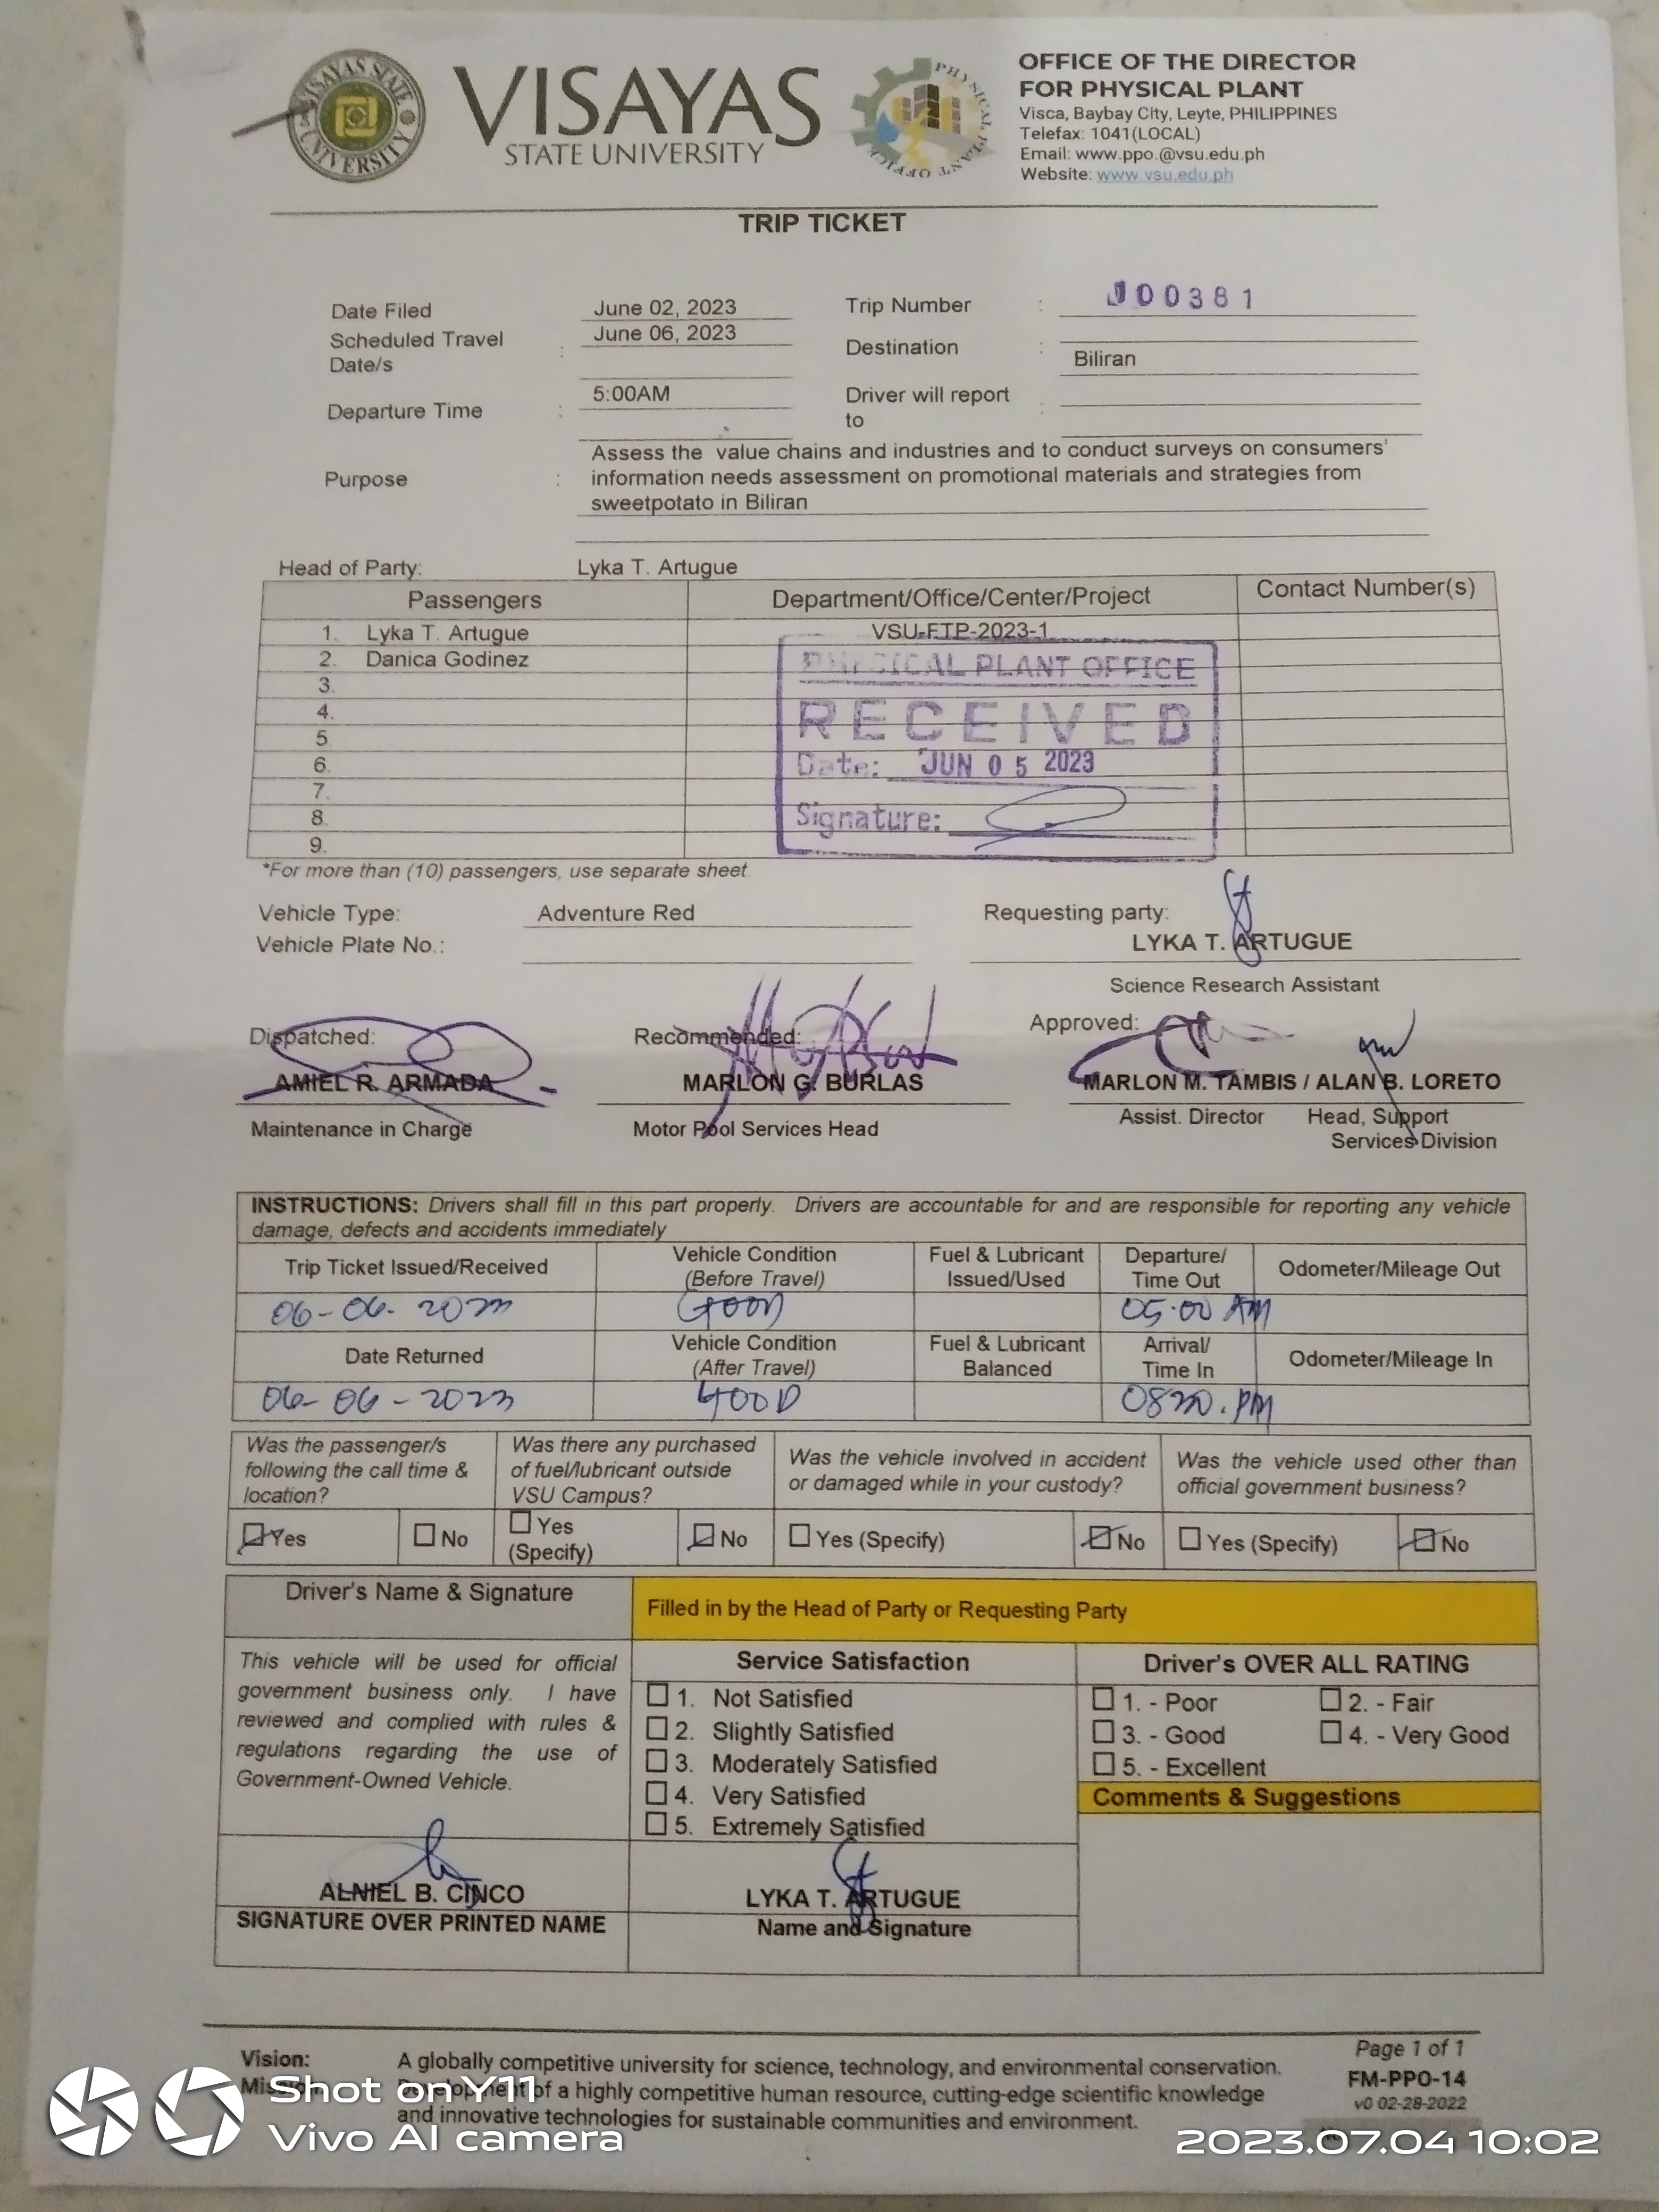 VISAYAS STATE UNIVERSITY
VISAYAS
STATE UNIVERSITY
PHYSICAL PLANT OFFICE
OFFICE OF THE DIRECTOR
FOR PHYSICAL PLANT
Visca, Baybay City, Leyte, PHILIPPINES
Telefax: 1041(LOCAL)
Email: www.ppo.@vsu.edu.ph
Website: www.vsu.edu.ph
TRIP TICKET
Date Filed June 02, 2023 Trip Number : J00381
Scheduled Travel Date/s : June 06, 2023 Destination : Biliran
Departure Time : 5:00AM Driver will report to :
Purpose : Assess the value chains and industries and to conduct surveys on consumers'
information needs assessment on promotional materials and strategies from
sweetpotato in Biliran
Head of Party: Lyka T. Artugue
Passengers Department/Office/Center/Project Contact Number(s)
1. Lyka T. Artugue VSU-FTP-2023-1
2. Danica Godinez
3.
4.
5.
6.
7.
8.
9.
PHYSICAL PLANT OFFICE
RECEIVED
Date: JUN 05 2023
Signature:
*For more than (10) passengers, use separate sheet
Vehicle Type: Adventure Red Requesting party:
Vehicle Plate No.: LYKA T. ARTUGUE
Science Research Assistant
Dispatched: Recommended: Approved:
AMIEL R. ARMADA MARLON G. BURLAS MARLON M. TAMBIS / ALAN B. LORETO
Maintenance in Charge Motor Pool Services Head Assist. Director Head, Support
Services Division
INSTRUCTIONS: Drivers shall fill in this part properly. Drivers are accountable for and are responsible for reporting any vehicle
damage, defects and accidents immediately
Trip Ticket Issued/Received Vehicle Condition (Before Travel) Fuel & Lubricant Issued/Used Departure/ Time Out Odometer/Mileage Out
06-06-2023 GOOD 05:00 AM
Date Returned Vehicle Condition (After Travel) Fuel & Lubricant Balanced Arrival/ Time In Odometer/Mileage In
06-06-2023 GOOD PM
Was the passenger/s following the call time & location? Was there any purchased of fuel/lubricant outside VSU Campus? Was the vehicle involved in accident or damaged while in your custody? Was the vehicle used other than official government business?
Yes No Yes (Specify) No Yes (Specify) No Yes (Specify) No
Driver's Name & Signature Filled in by the Head of Party or Requesting Party
This vehicle will be used for official
government business only. I have
reviewed and complied with rules &
regulations regarding the use of
Government-Owned Vehicle.
ALNIEL B. CINCO
SIGNATURE OVER PRINTED NAME
Service Satisfaction
1. Not Satisfied
2. Slightly Satisfied
3. Moderately Satisfied
4. Very Satisfied
5. Extremely Satisfied
LYKA T. ARTUGUE
Name and Signature
Driver's OVER ALL RATING
1. - Poor 2. - Fair
3. - Good 4. - Very Good
5. - Excellent
Comments & Suggestions
Vision: A globally competitive university for science, technology, and environmental conservation.
Mission: Development of a highly competitive human resource, cutting-edge scientific knowledge
and innovative technologies for sustainable communities and environment.
Page 1 of 1
FM-PPO-14
v0 02-28-2022
Shot on Y11
Vivo AI camera
2023.07.04 10:02